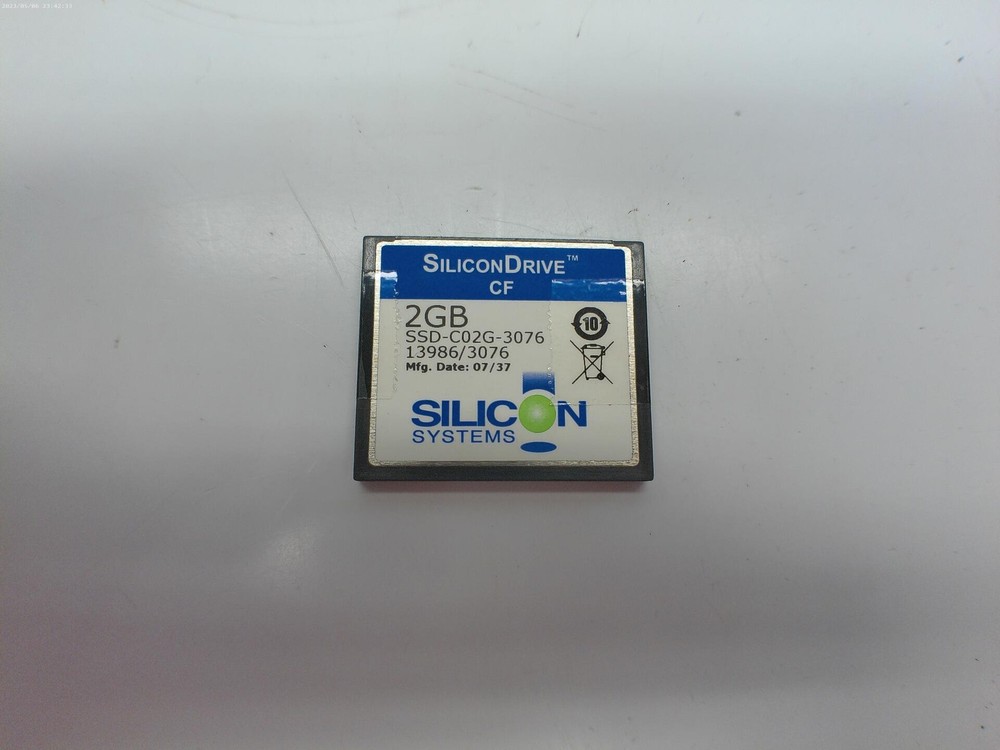 SILICONDRIVE™
CF
2GB
10
SSD-C02G-3076
13986/3076
Mfg. Date: 07/37
SILICON
SYSTEMS